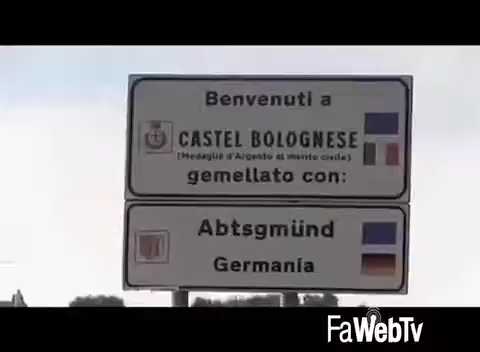 Benvenuti a
CASTEL BOLOGNESE
(Medaglia d'Argento al merito civile)
gemellato con:
Abtsgmünd
Germania
FaWebTv